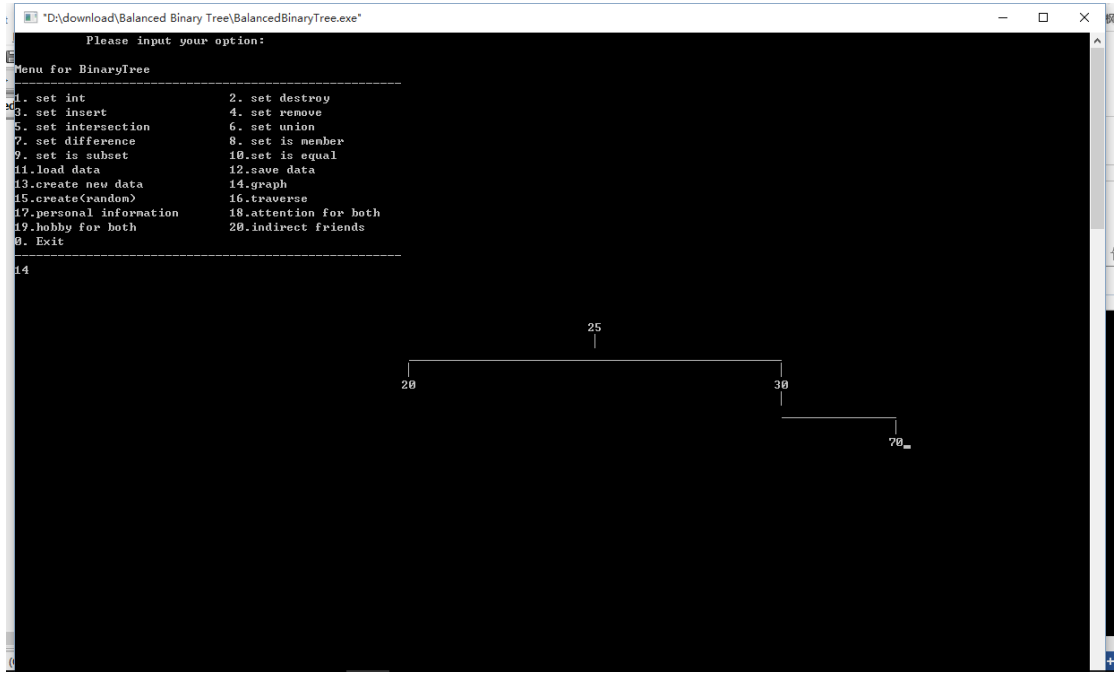 "D:\download\Balanced Binary Tree\BalancedBinaryTree.exe"
Please input your option:
Menu for BinaryTree
----------------------------------------------------
1. set int 2. set destroy
3. set insert 4. set remove
5. set intersection 6. set union
7. set difference 8. set is member
9. set is subset 10.set is equal
11.load data 12.save data
13.create new data 14.graph
15.create(random) 16.traverse
17.personal information 18.attention for both
19.hobby for both 20.indirect friends
0. Exit
----------------------------------------------------
14
25
20 30
70